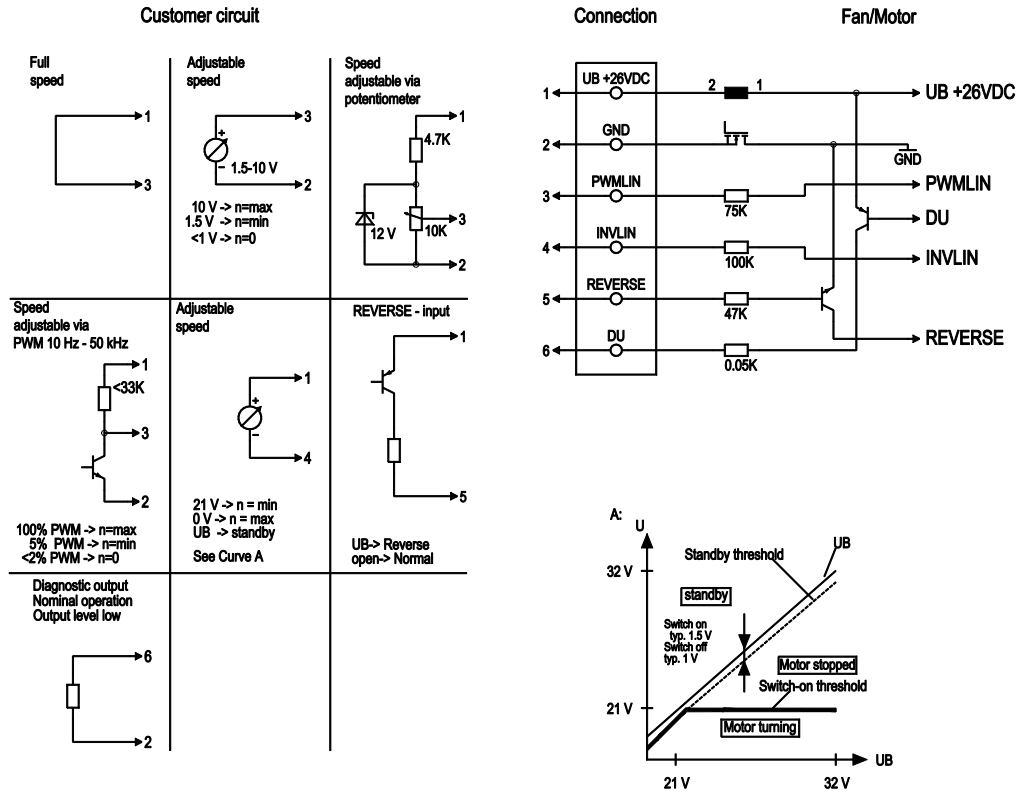 Customer circuit
Connection
Fan/Motor
Full
speed
1
3
Adjustable
speed
3
+
−
1.5-10 V
2
10 V -> n=max
1.5 V -> n=min
<1 V -> n=0
Speed
adjustable via
potentiometer
1
4.7K
3
12 V
10K
2
Speed
adjustable via
PWM 10 Hz - 50 kHz
1
<33K
3
2
100% PWM -> n=max
5% PWM -> n=min
<2% PWM -> n=0
Adjustable
speed
1
+
−
4
21 V -> n = min
0 V -> n = max
UB -> standby
See Curve A
REVERSE - input
1
5
UB-> Reverse
open-> Normal
Diagnostic output
Nominal operation
Output level low
6
2
UB +26VDC
1
2
1
UB +26VDC
GND
2
GND
PWMLIN
3
75K
PWMLIN
DU
INVLIN
4
100K
INVLIN
REVERSE
5
47K
REVERSE
DU
6
0.05K
A:
U
UB
Standby threshold
32 V
standby
Switch on
typ. 1.5 V
Switch off
typ. 1 V
Motor stopped
Switch-on threshold
21 V
Motor turning
UB
21 V
32 V